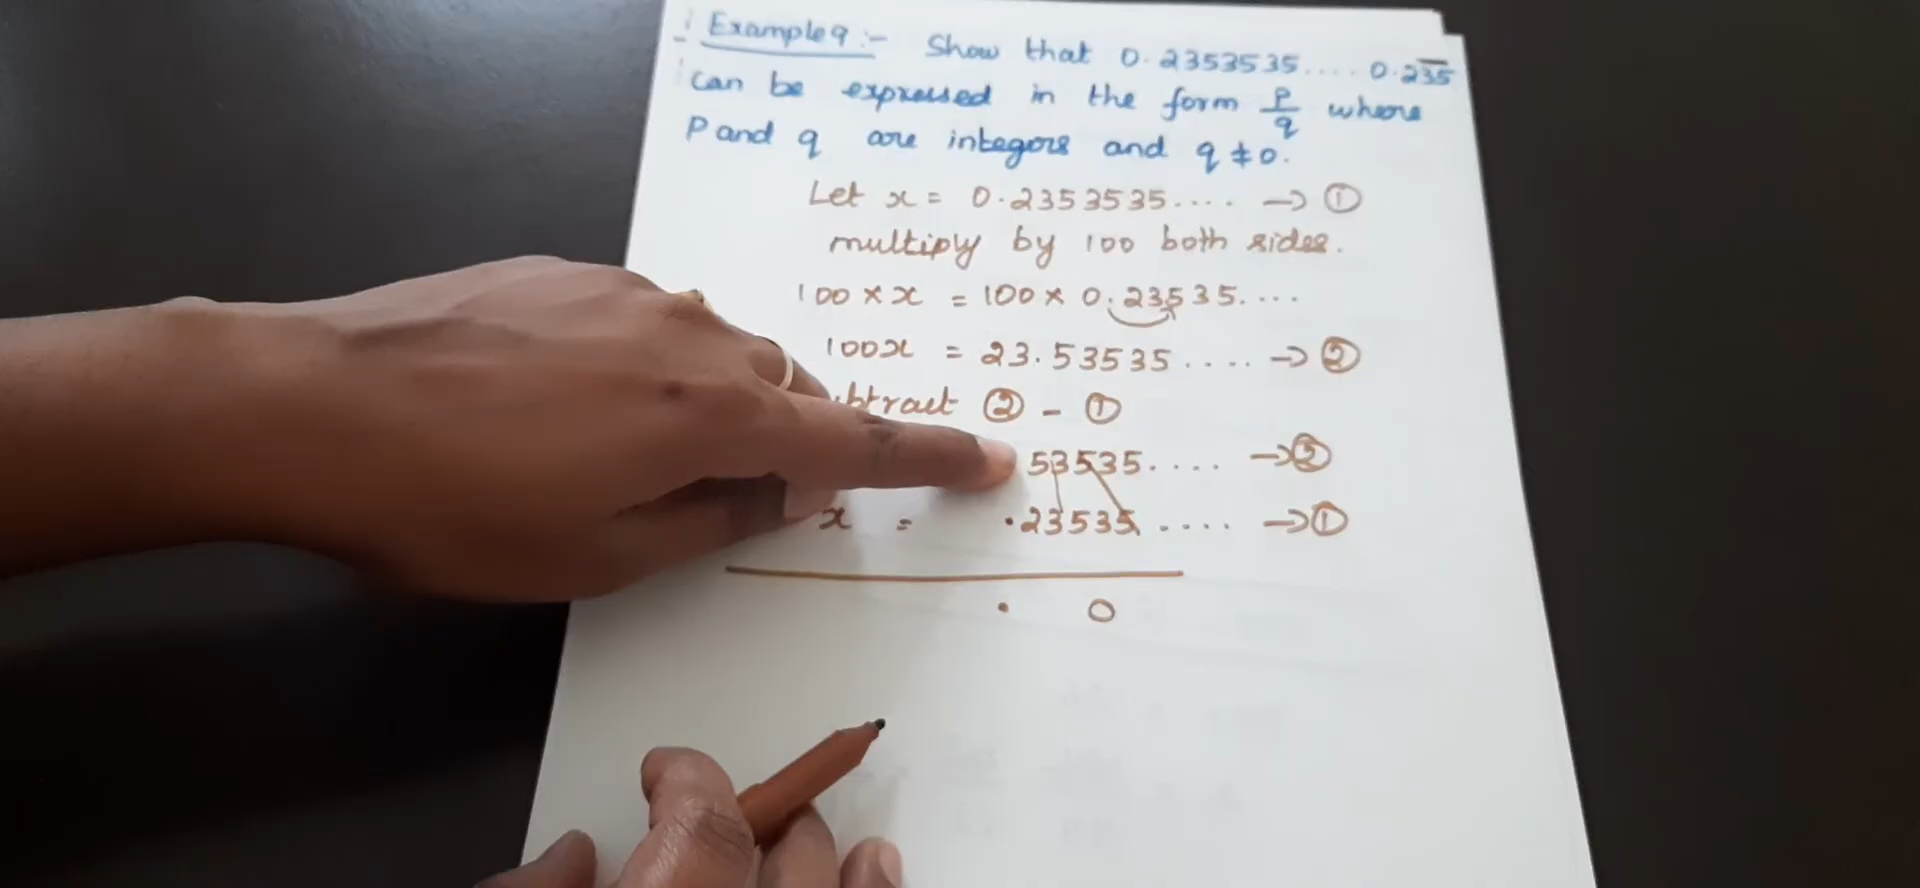 Example 9 :- Show that 0.2353535.... 0.23̅5̅
can be expressed in the form p/q where
P and q are integers and q ≠ 0.
Let x = 0.2353535.... → ①
multiply by 100 both sides.
100 × x = 100 × 0.23535....
100x = 23.53535.... → ②
② - ①
53535.... → ②
x = .23535.... → ①
. 0